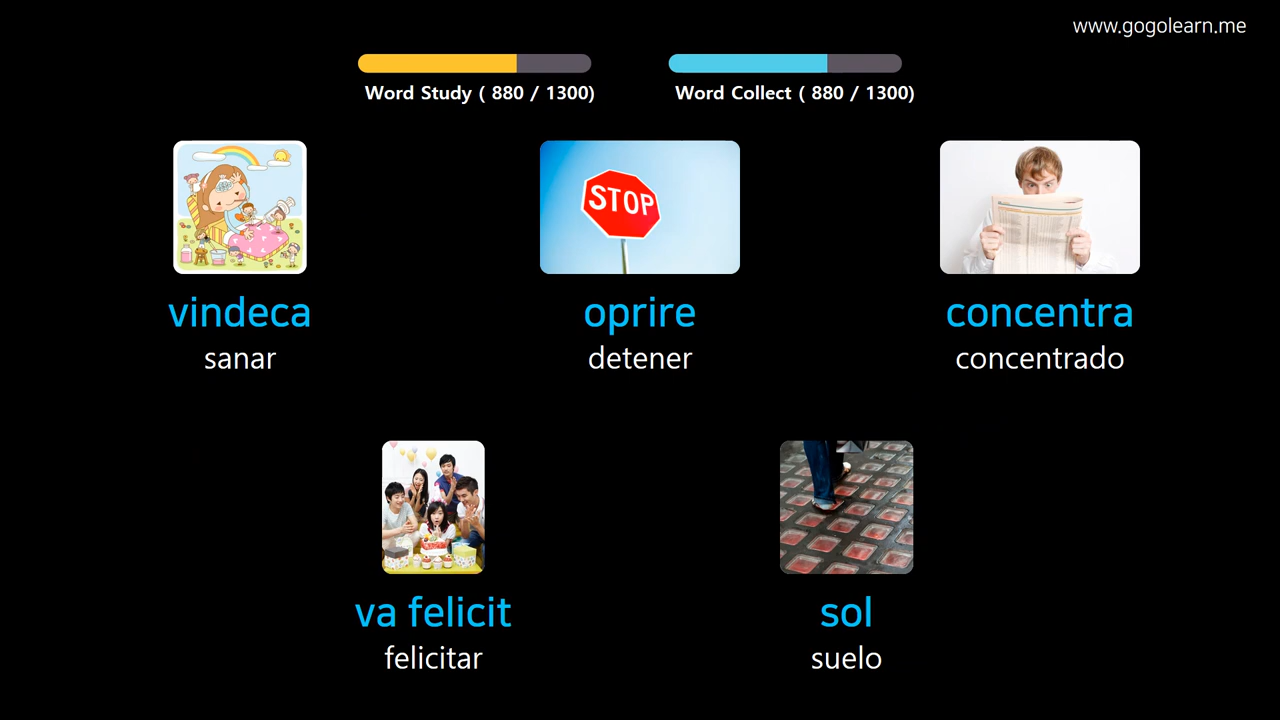 www.gogolearn.me
Word Study ( 880 / 1300)
Word Collect ( 880 / 1300)
STOP
vindeca
oprire
concentra
sanar
detener
concentrado
va felicit
sol
felicitar
suelo